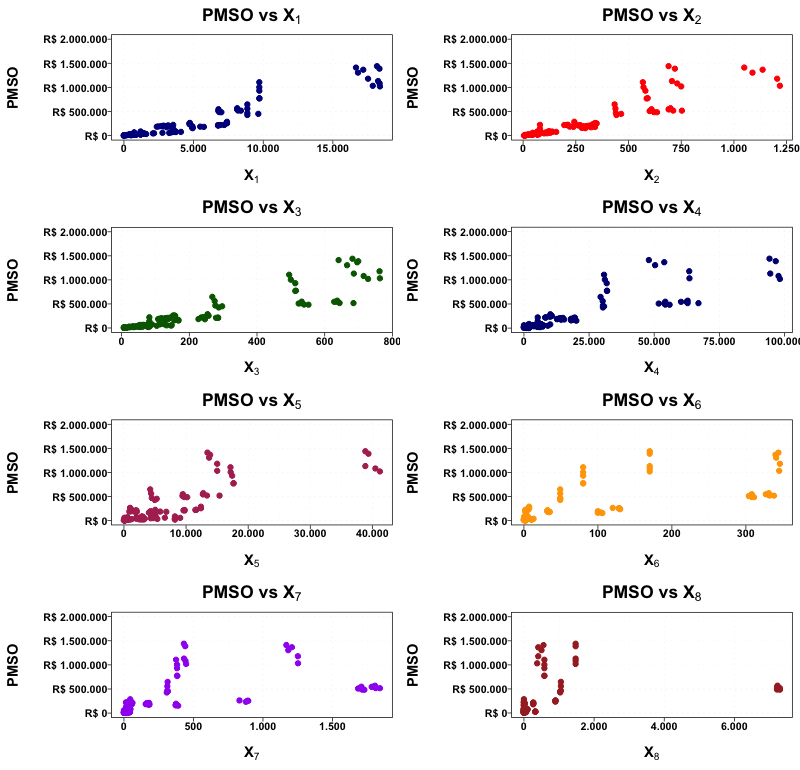 PMSO vs X₁
PMSO
R$ 2.000.000
R$ 1.500.000
R$ 1.000.000
R$ 500.000
R$ 0
0 5.000 10.000 15.000
X₁
PMSO vs X₂
PMSO
R$ 2.000.000
R$ 1.500.000
R$ 1.000.000
R$ 500.000
R$ 0
0 250 500 750 1.000 1.250
X₂
PMSO vs X₃
PMSO
R$ 2.000.000
R$ 1.500.000
R$ 1.000.000
R$ 500.000
R$ 0
0 200 400 600 800
X₃
PMSO vs X₄
PMSO
R$ 2.000.000
R$ 1.500.000
R$ 1.000.000
R$ 500.000
R$ 0
0 25.000 50.000 75.000 100.000
X₄
PMSO vs X₅
PMSO
R$ 2.000.000
R$ 1.500.000
R$ 1.000.000
R$ 500.000
R$ 0
0 10.000 20.000 30.000 40.000
X₅
PMSO vs X₆
PMSO
R$ 2.000.000
R$ 1.500.000
R$ 1.000.000
R$ 500.000
R$ 0
0 100 200 300
X₆
PMSO vs X₇
PMSO
R$ 2.000.000
R$ 1.500.000
R$ 1.000.000
R$ 500.000
R$ 0
0 500 1.000 1.500
X₇
PMSO vs X₈
PMSO
R$ 2.000.000
R$ 1.500.000
R$ 1.000.000
R$ 500.000
R$ 0
0 2.000 4.000 6.000
X₈